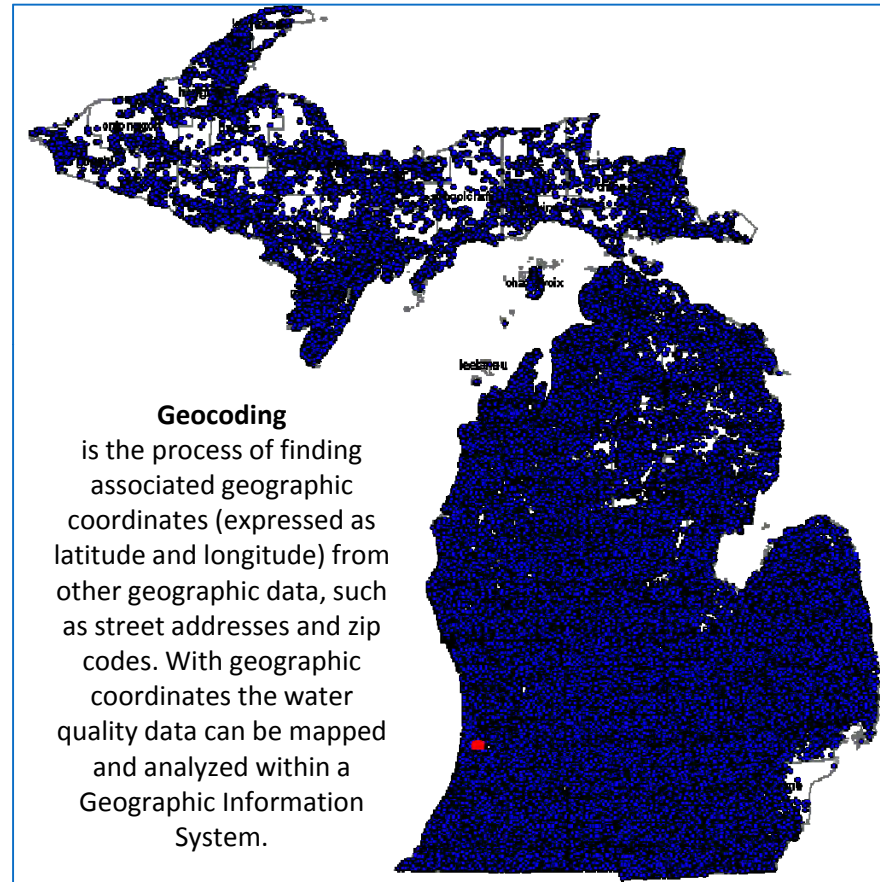 leelanau
Geocoding
is the process of finding
associated geographic
coordinates (expressed as
latitude and longitude) from
other geographic data, such
as street addresses and zip
codes. With geographic
coordinates the water
quality data can be mapped
and analyzed within a
Geographic Information
System.